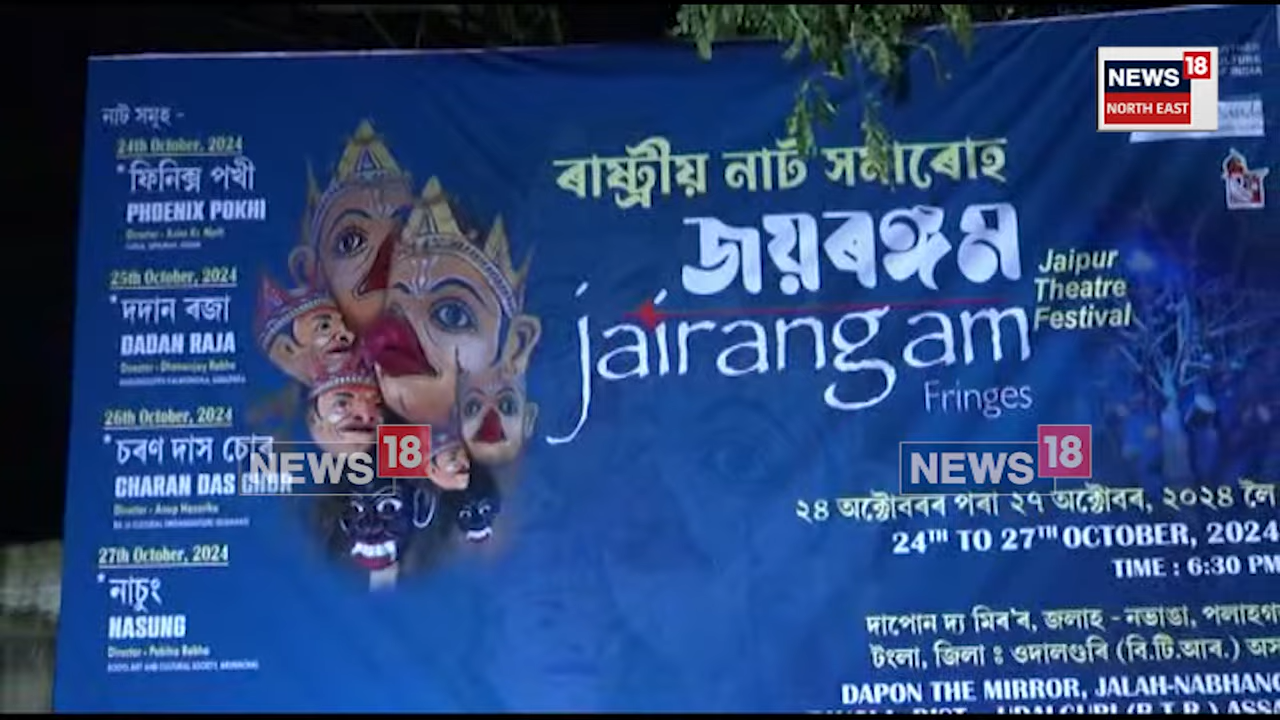 নাট সমূহ -
24th October, 2024
* ফিনিক্স পখী
PHOENIX POKHI
25th October, 2024
* দদান ৰজা
DADAN RAJA
Director - Dhananjay Rabha
26th October, 2024
* চৰণ দাস চোৰ
CHARAN DAS CHOR
Director - Anup Hazarika
27th October, 2024
* নাচুং
NASUNG
Director - Pabitra Rabha
ৰাষ্ট্ৰীয় নাট সমাৰোহ
জয়ৰঙ্গম
jairangam
Fringes
Jaipur
Theatre
Festival
২৪ অক্টোবৰৰ পৰা ২৭ অক্টোবৰ, ২০২৪ লৈ
24TH TO 27TH OCTOBER, 2024
TIME : 6:30 PM
দাপোন দ্য মিৰ'ৰ, জলাহ - নভাঙা,
টংলা, জিলা ঃ ওদালগুৰি (বি.টি.আৰ.)
DAPON THE MIRROR,
NEWS 18
NORTH EAST
NEWS 18
NEWS 18